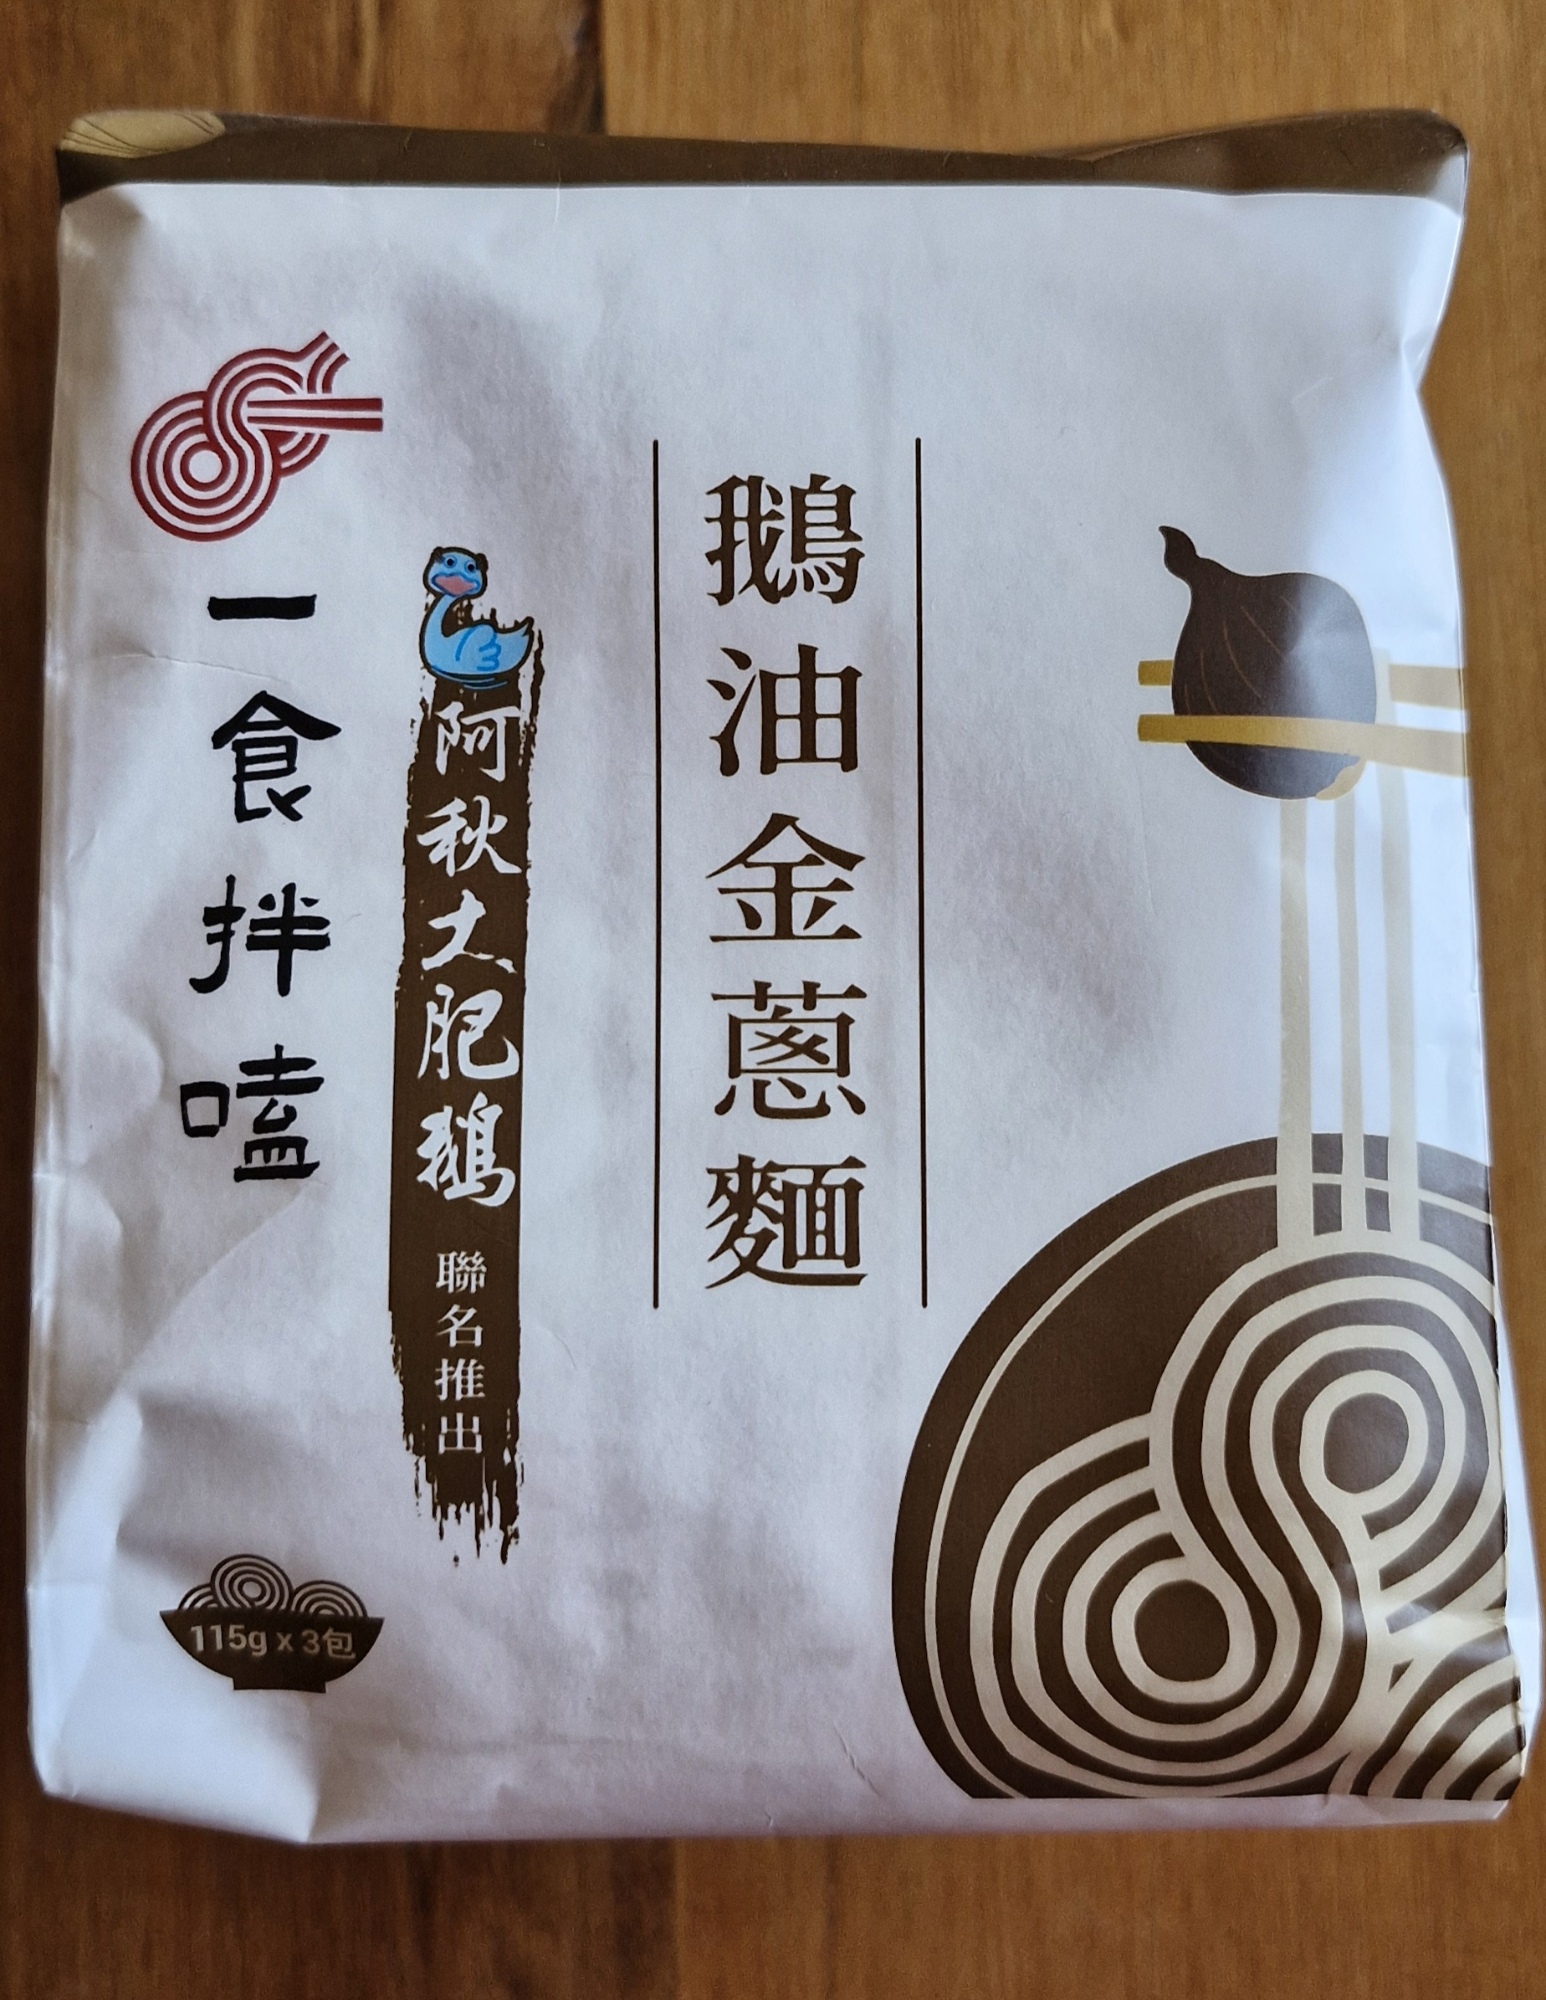 鵝油金蔥麵
阿秋大肥鵝
聯名推出
一食拌嗑
115g x 3包